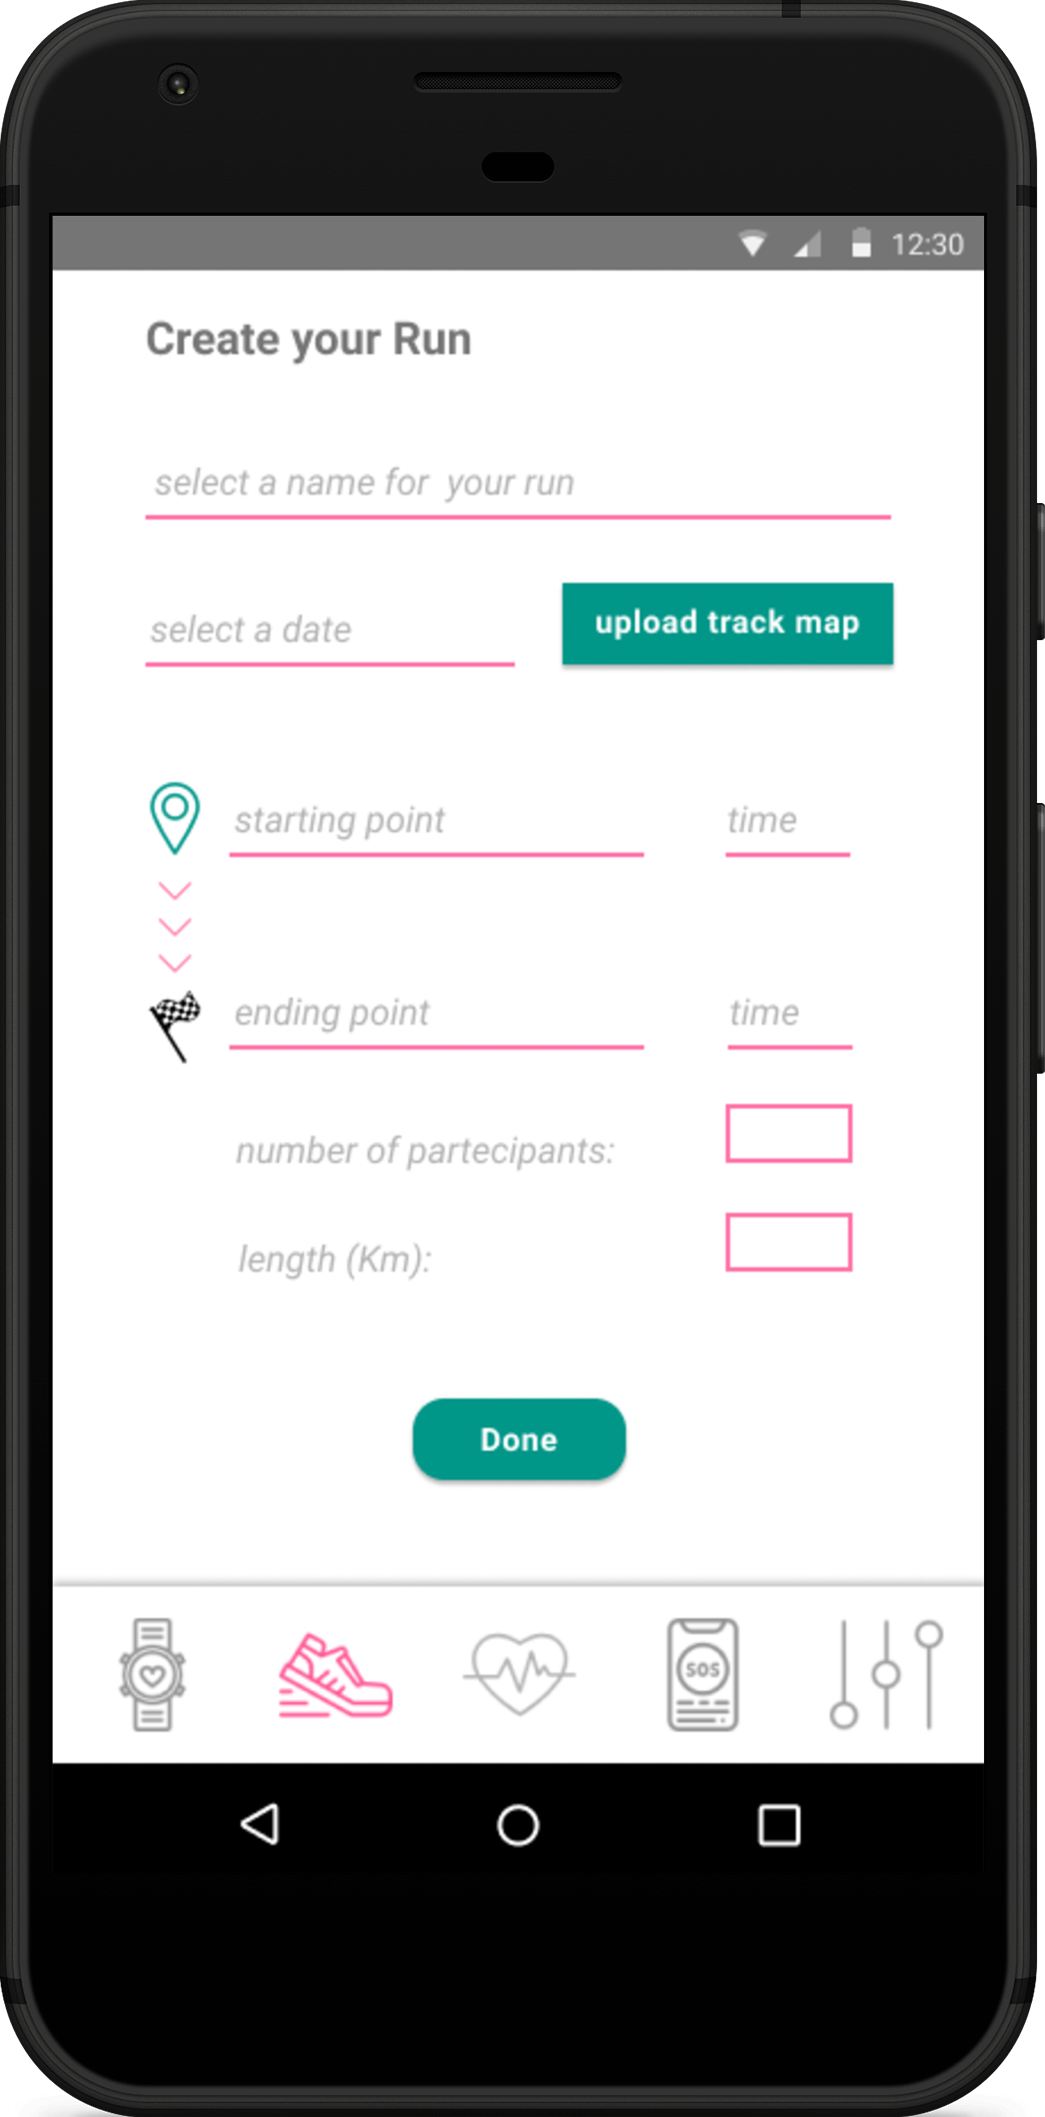 12:30
Create your Run
select a name for your run
select a date
upload track map
starting point
time
ending point
time
number of partecipants:
length (Km):
Done
SOS